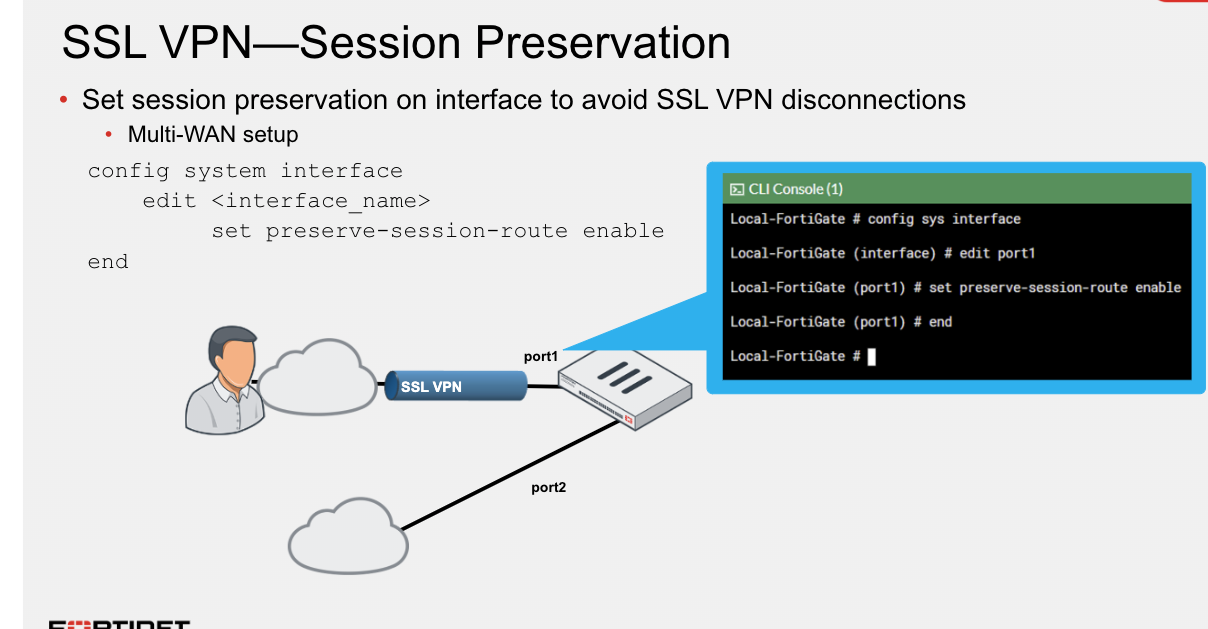 SSL VPN—Session Preservation
• Set session preservation on interface to avoid SSL VPN disconnections
• Multi-WAN setup
config system interface
edit <interface_name>
set preserve-session-route enable
end
CLI Console (1)
Local-FortiGate # config sys interface
Local-FortiGate (interface) # edit port1
Local-FortiGate (port1) # set preserve-session-route enable
Local-FortiGate (port1) # end
Local-FortiGate #
port1
SSL VPN
port2
FORTINET